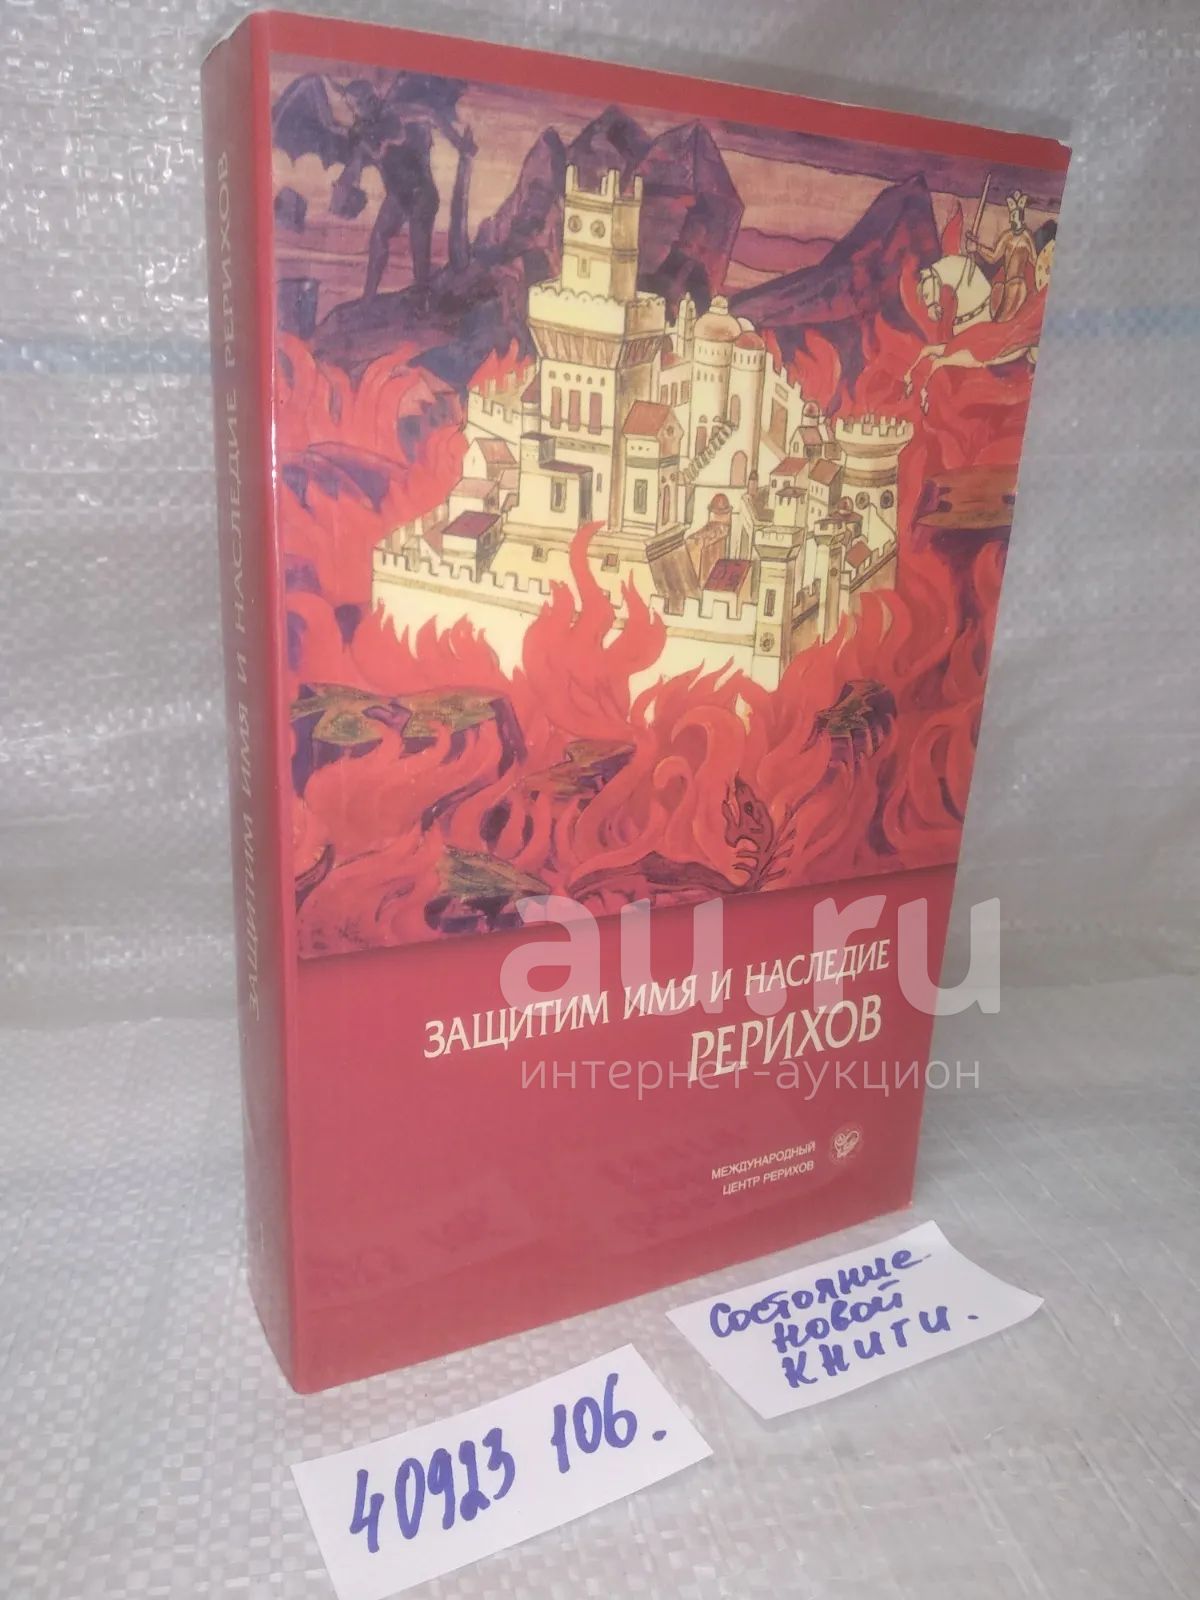 ЗАЩИТИМ ИМЯ И НАСЛЕДИЕ РЕРИХОВ
ЗАЩИТИМ ИМЯ И НАСЛЕДИЕ
РЕРИХОВ
au.ru
интернет-аукцион
МЕЖДУНАРОДНЫЙ
ЦЕНТР РЕРИХОВ
Состояние
новой
книги.
40923 106.